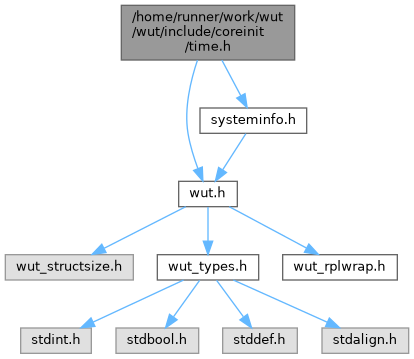 /home/runner/work/wut
/wut/include/coreinit
/time.h
systeminfo.h
wut.h
wut_structsize.h
wut_types.h
wut_rplwrap.h
stdint.h
stdbool.h
stddef.h
stdalign.h